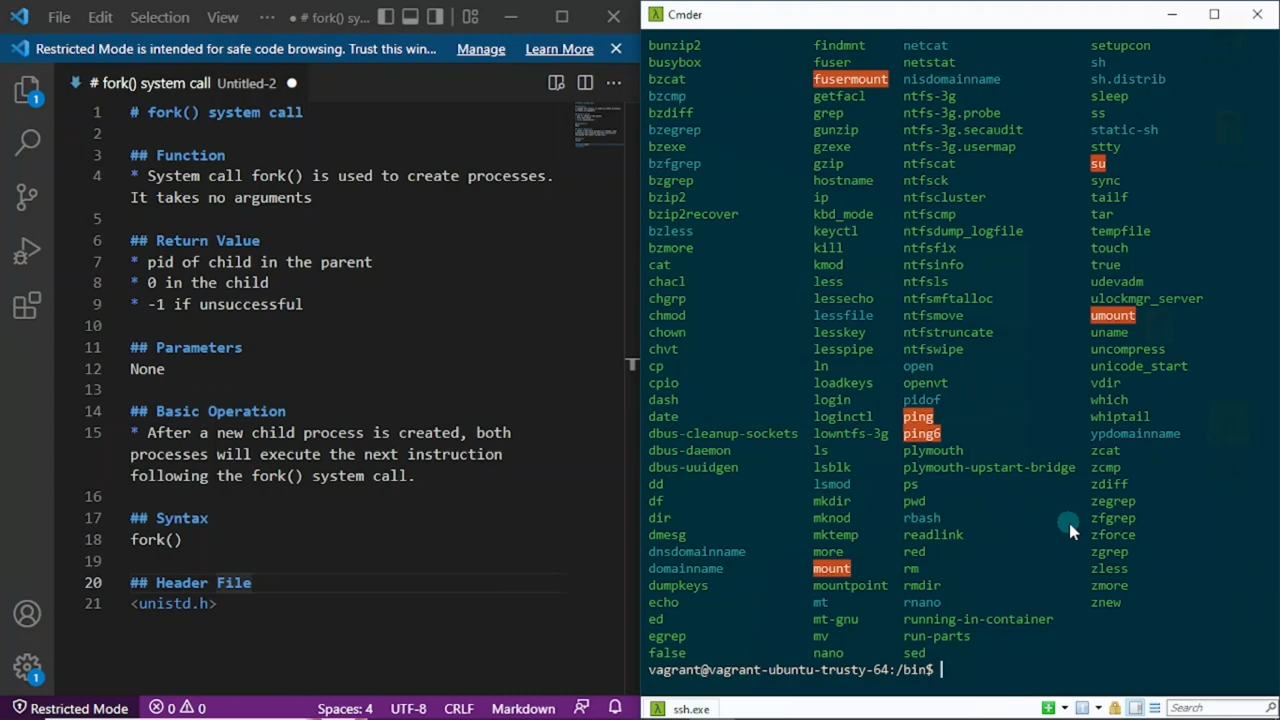 File Edit Selection View ··· # fork() sy...
Restricted Mode is intended for safe code browsing. Trust this win... Manage Learn More
# fork() system call Untitled-2
1 # fork() system call
2
3 ## Function
4 * System call fork() is used to create processes.
It takes no arguments
5
6 ## Return Value
7 * pid of child in the parent
8 * 0 in the child
9 * -1 if unsuccessful
10
11 ## Parameters
12 None
13
14 ## Basic Operation
15 * After a new child process is created, both
processes will execute the next instruction
following the fork() system call.
16
17 ## Syntax
18 fork()
19
20 ## Header File
21 <unistd.h>
1
1
Restricted Mode 0 0 Spaces: 4 UTF-8 CRLF Markdown
Cmder
bunzip2 findmnt netcat setupcon
busybox fuser netstat sh
bzcat fusermount nisdomainname sh.distrib
bzcmp getfacl ntfs-3g sleep
bzdiff grep ntfs-3g.probe ss
bzegrep gunzip ntfs-3g.secaudit static-sh
bzexe gzexe ntfs-3g.usermap stty
bzfgrep gzip ntfscat su
bzgrep hostname ntfsck sync
bzip2 ip ntfscluster tailf
bzip2recover kbd_mode ntfscmp tar
bzless keyctl ntfsdump_logfile tempfile
bzmore kill ntfsfix touch
cat kmod ntfsinfo true
chacl less ntfsls udevadm
chgrp lessecho ntfsmftalloc ulockmgr_server
chmod lessfile ntfsmove umount
chown lesskey ntfstruncate uname
chvt lesspipe ntfswipe uncompress
cp ln open unicode_start
cpio loadkeys openvt vdir
dash login pidof which
date loginctl ping whiptail
dbus-cleanup-sockets lowntfs-3g ping6 ypdomainname
dbus-daemon ls plymouth zcat
dbus-uuidgen lsblk plymouth-upstart-bridge zcmp
dd lsmod ps zdiff
df mkdir pwd zegrep
dir mknod rbash zfgrep
dmesg mktemp readlink zforce
dnsdomainname more red zgrep
domainname mount rm zless
dumpkeys mountpoint rmdir zmore
echo mt rnano znew
ed mt-gnu running-in-container
egrep mv run-parts
false nano sed
vagrant@vagrant-ubuntu-trusty-64:/bin$
ssh.exe Search